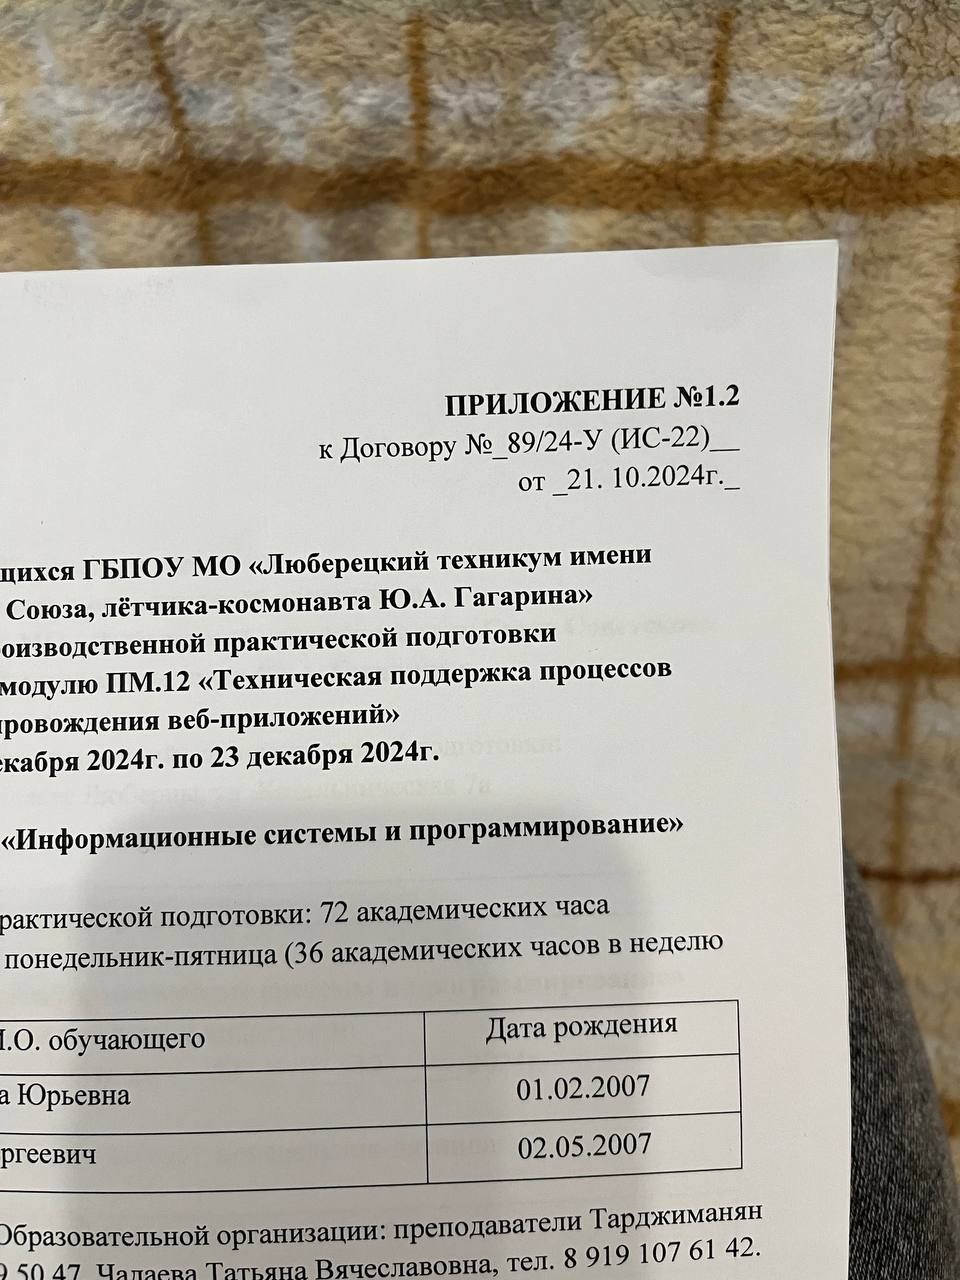 ПРИЛОЖЕНИЕ №1.2
к Договору №_89/24-У (ИС-22)__
от _21. 10.2024г._
щихся ГБПОУ МО «Люберецкий техникум имени
Союза, лётчика-космонавта Ю.А. Гагарина»
оизводственной практической подготовки
модулю ПМ.12 «Техническая поддержка процессов
провождения веб-приложений»
екабря 2024г. по 23 декабря 2024г.
«Информационные системы и программирование»
рактической подготовки: 72 академических часа
понедельник-пятница (36 академических часов в неделю
И.О. обучающего Дата рождения
а Юрьевна 01.02.2007
ргеевич 02.05.2007
Образовательной организации: преподаватели Тарджиманян
9 50 47, Чадаева Татьяна Вячеславовна, тел. 8 919 107 61 42.